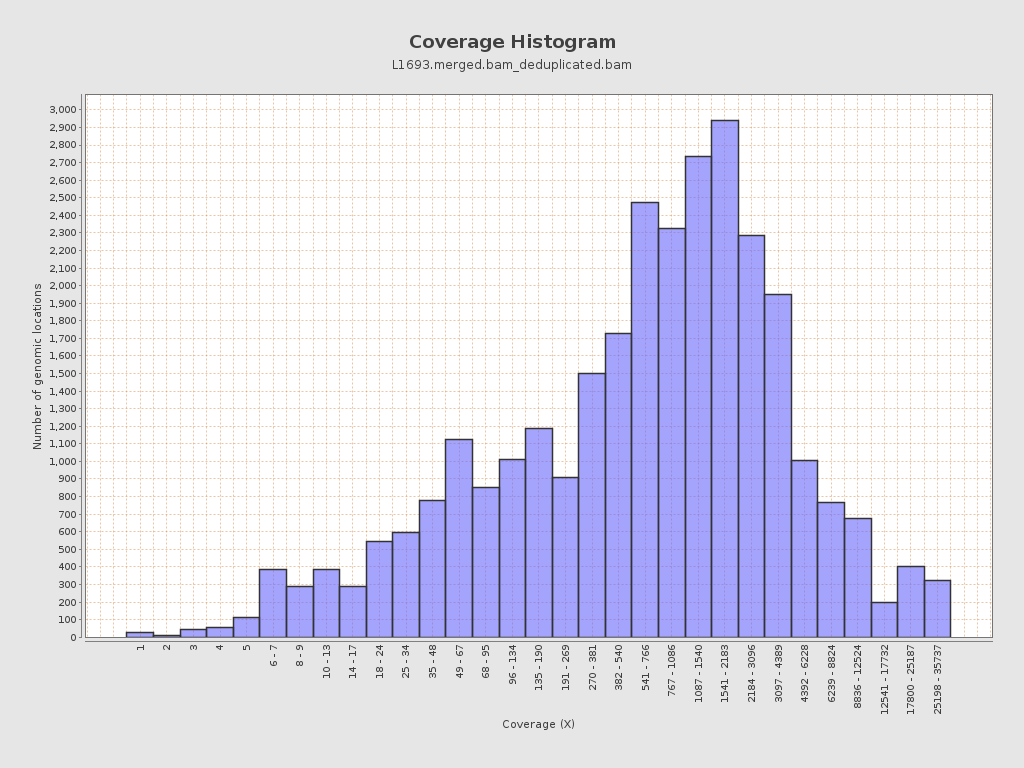 Coverage Histogram
L1693.merged.bam_deduplicated.bam
Number of genomic locations
3,000
2,900
2,800
2,700
2,600
2,500
2,400
2,300
2,200
2,100
2,000
1,900
1,800
1,700
1,600
1,500
1,400
1,300
1,200
1,100
1,000
900
800
700
600
500
400
300
200
100
0
1
2
3
4
5
6 - 7
8 - 9
10 - 13
14 - 17
18 - 24
25 - 34
35 - 48
49 - 67
68 - 95
96 - 134
135 - 190
191 - 269
270 - 381
382 - 540
541 - 766
767 - 1086
1087 - 1540
1541 - 2183
2184 - 3096
3097 - 4389
4392 - 6228
6239 - 8824
8836 - 12524
12541 - 17732
17800 - 25187
25198 - 35737
Coverage (X)